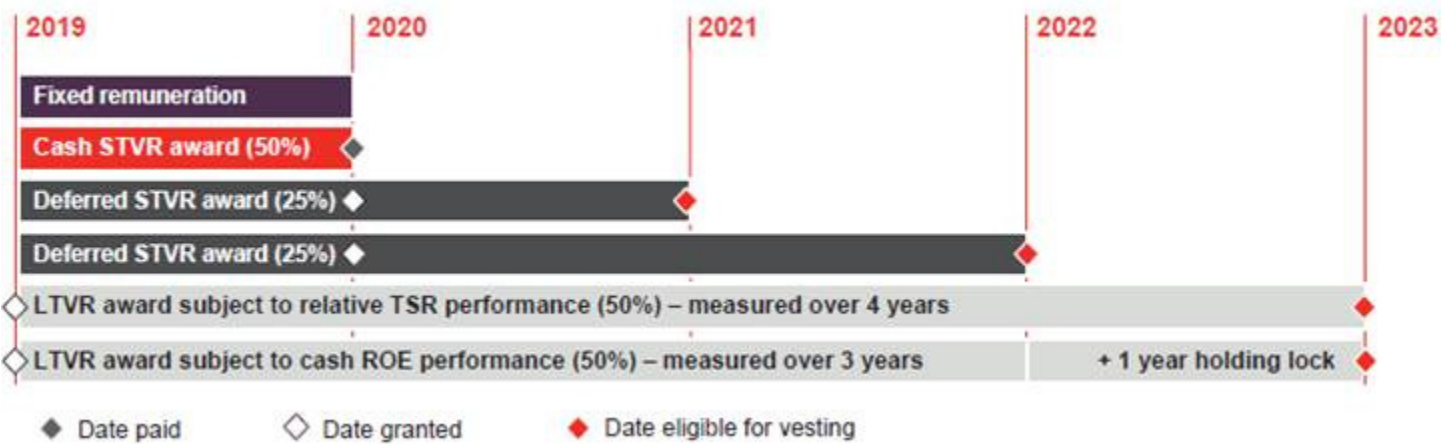 2019 2020 2021 2022 2023
Fixed remuneration
Cash STVR award (50%)
Deferred STVR award (25%)
Deferred STVR award (25%)
LTVR award subject to relative TSR performance (50%) – measured over 4 years
LTVR award subject to cash ROE performance (50%) – measured over 3 years + 1 year holding lock
Date paid Date granted Date eligible for vesting